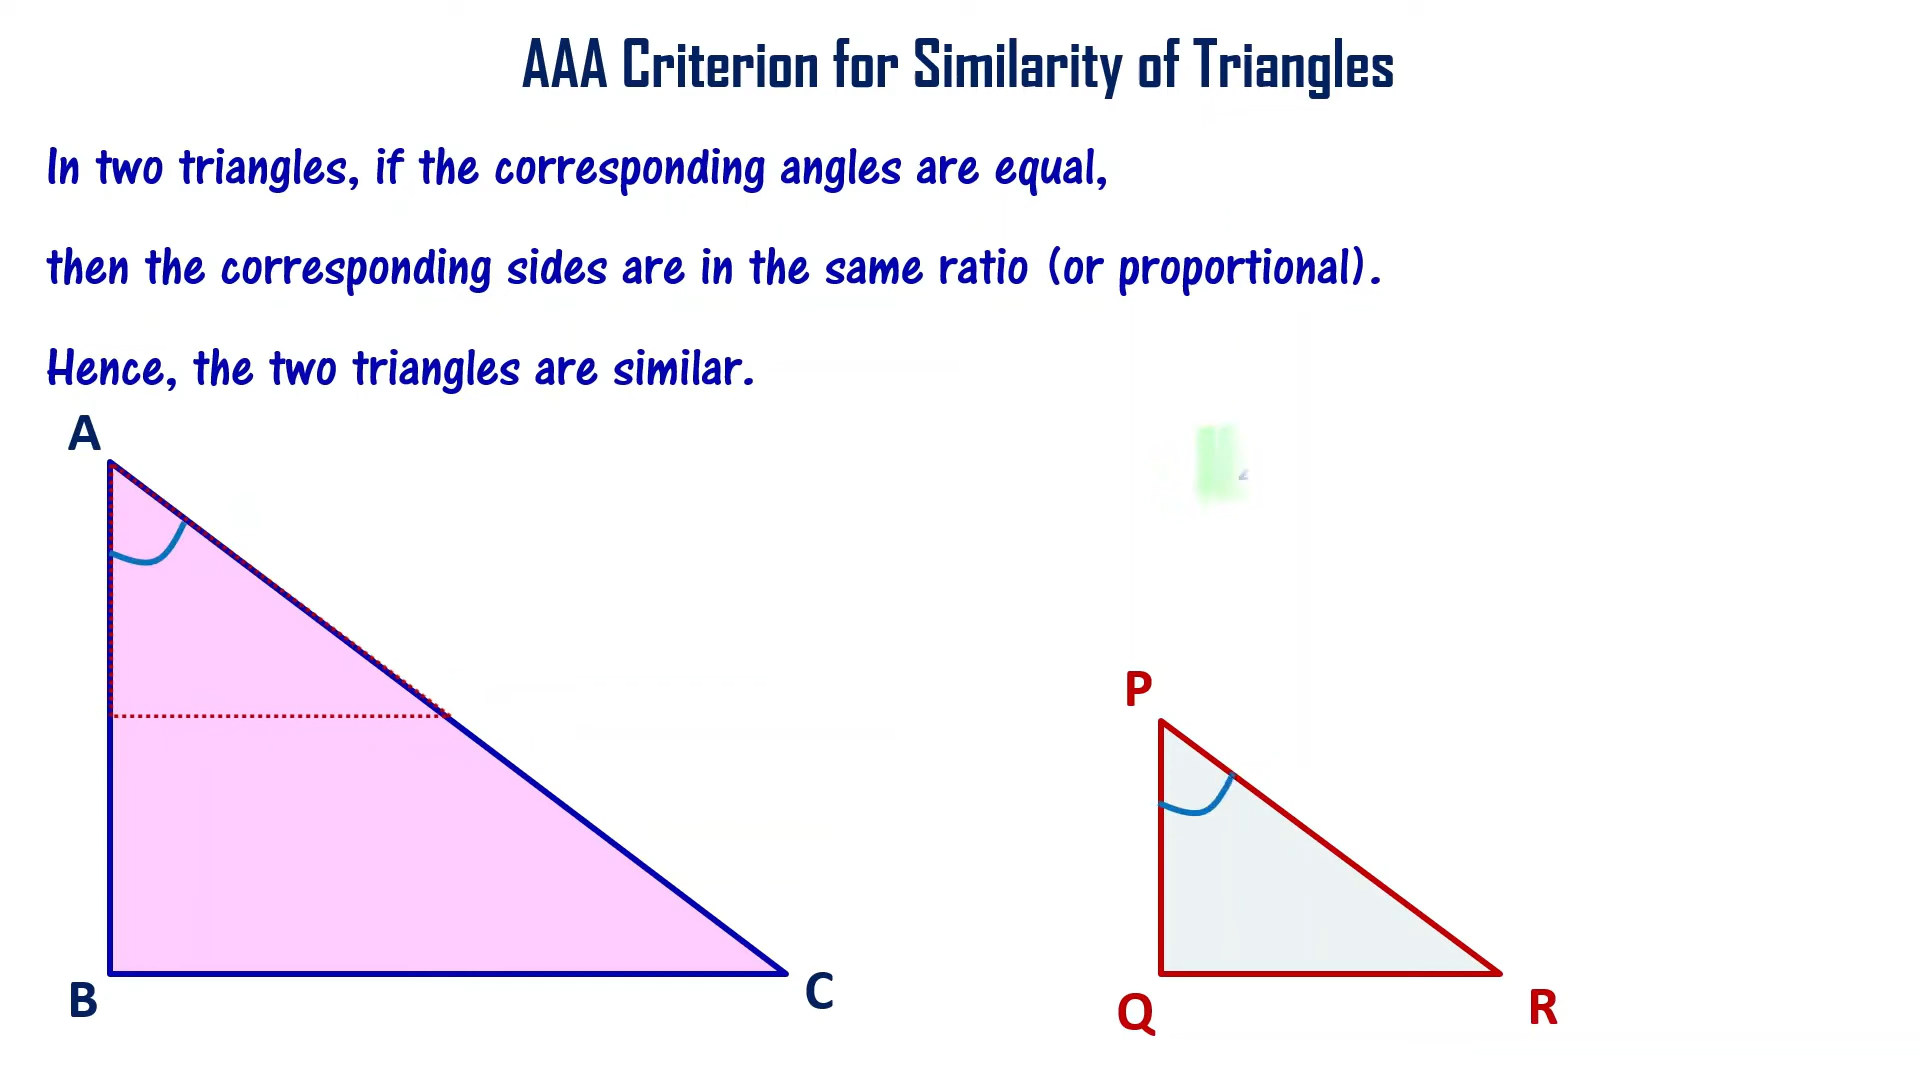 AAA Criterion for Similarity of Triangles
In two triangles, if the corresponding angles are equal,
then the corresponding sides are in the same ratio (or proportional).
Hence, the two triangles are similar.
A
P
B
C
Q
R